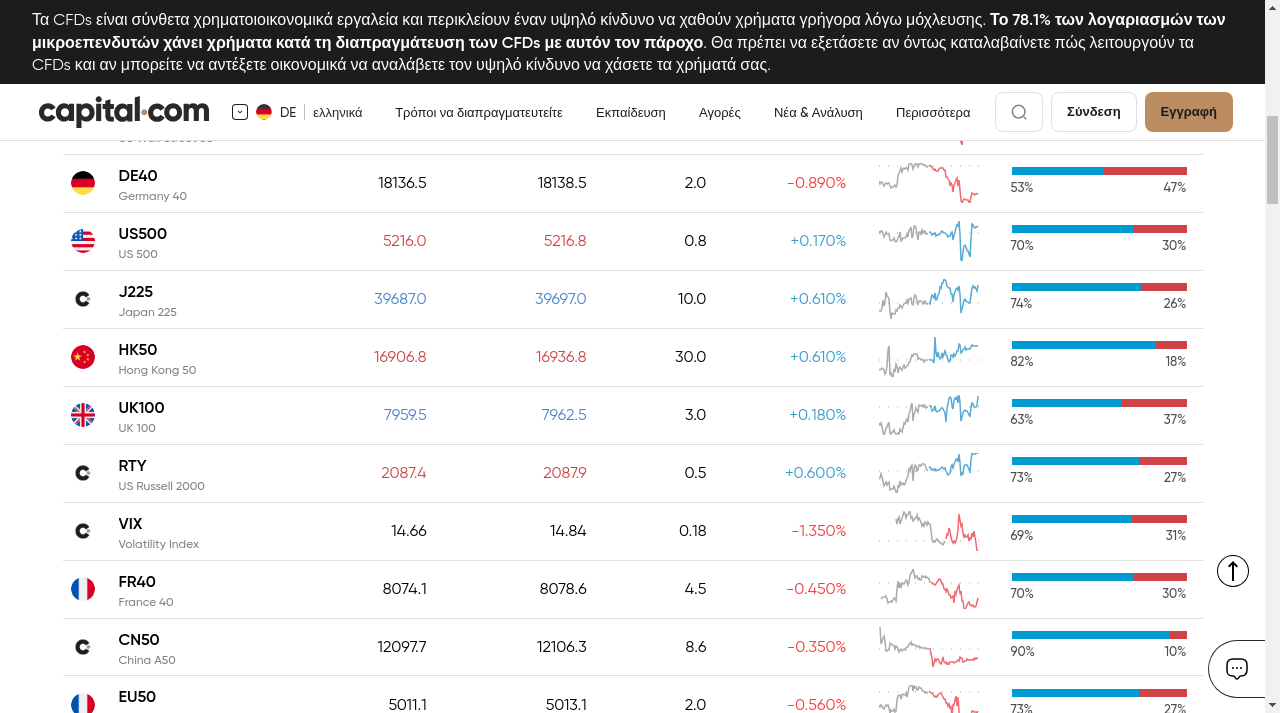 Τα CFDs είναι σύνθετα χρηματοιοικονομικά εργαλεία και περικλείουν έναν υψηλό κίνδυνο να χαθούν χρήματα γρήγορα λόγω μόχλευσης. Το 78.1% των λογαριασμών των
μικροεπενδυτών χάνει χρήματα κατά τη διαπραγμάτευση των CFDs με αυτόν τον πάροχο. Θα πρέπει να εξετάσετε αν όντως καταλαβαίνετε πώς λειτουργούν τα
CFDs και αν μπορείτε να αντέξετε οικονομικά να αναλάβετε τον υψηλό κίνδυνο να χάσετε τα χρήματά σας.
capital.com DE ελληνικά Τρόποι να διαπραγματευτείτε Εκπαίδευση Αγορές Νέα & Ανάλυση Περισσότερα Σύνδεση Εγγραφή
DE40 18136.5 18138.5 2.0 -0.890% 53% 47%
Germany 40
US500 5216.0 5216.8 0.8 +0.170% 70% 30%
US 500
J225 39687.0 39697.0 10.0 +0.610% 74% 26%
Japan 225
HK50 16906.8 16936.8 30.0 +0.610% 82% 18%
Hong Kong 50
UK100 7959.5 7962.5 3.0 +0.180% 63% 37%
UK 100
RTY 2087.4 2087.9 0.5 +0.600% 73% 27%
US Russell 2000
VIX 14.66 14.84 0.18 -1.350% 69% 31%
Volatility Index
FR40 8074.1 8078.6 4.5 -0.450% 70% 30%
France 40
CN50 12097.7 12106.3 8.6 -0.350% 90% 10%
China A50
EU50 5011.1 5013.1 2.0 -0.560% 73% 27%